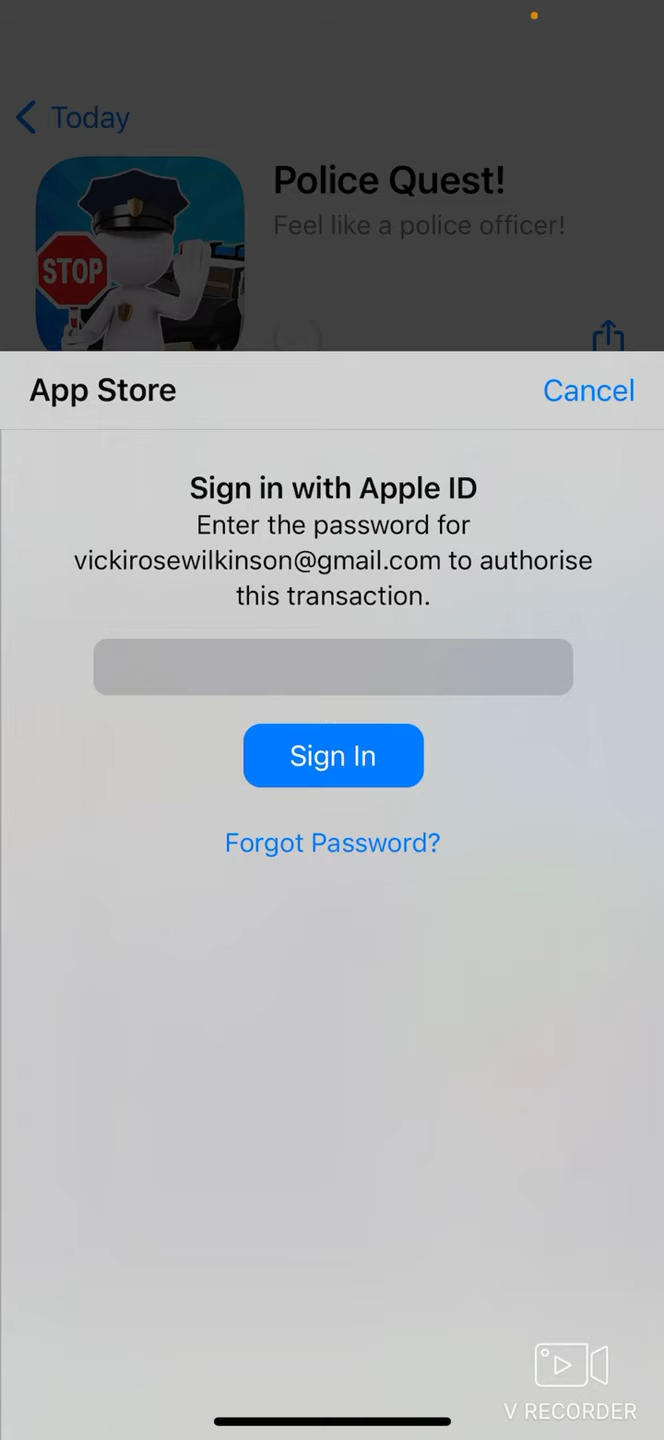 Today
Police Quest!
Feel like a police officer!
STOP
App Store
Cancel
Sign in with Apple ID
Enter the password for
vickirosewilkinson@gmail.com to authorise
this transaction.
Sign In
Forgot Password?
V RECORDER